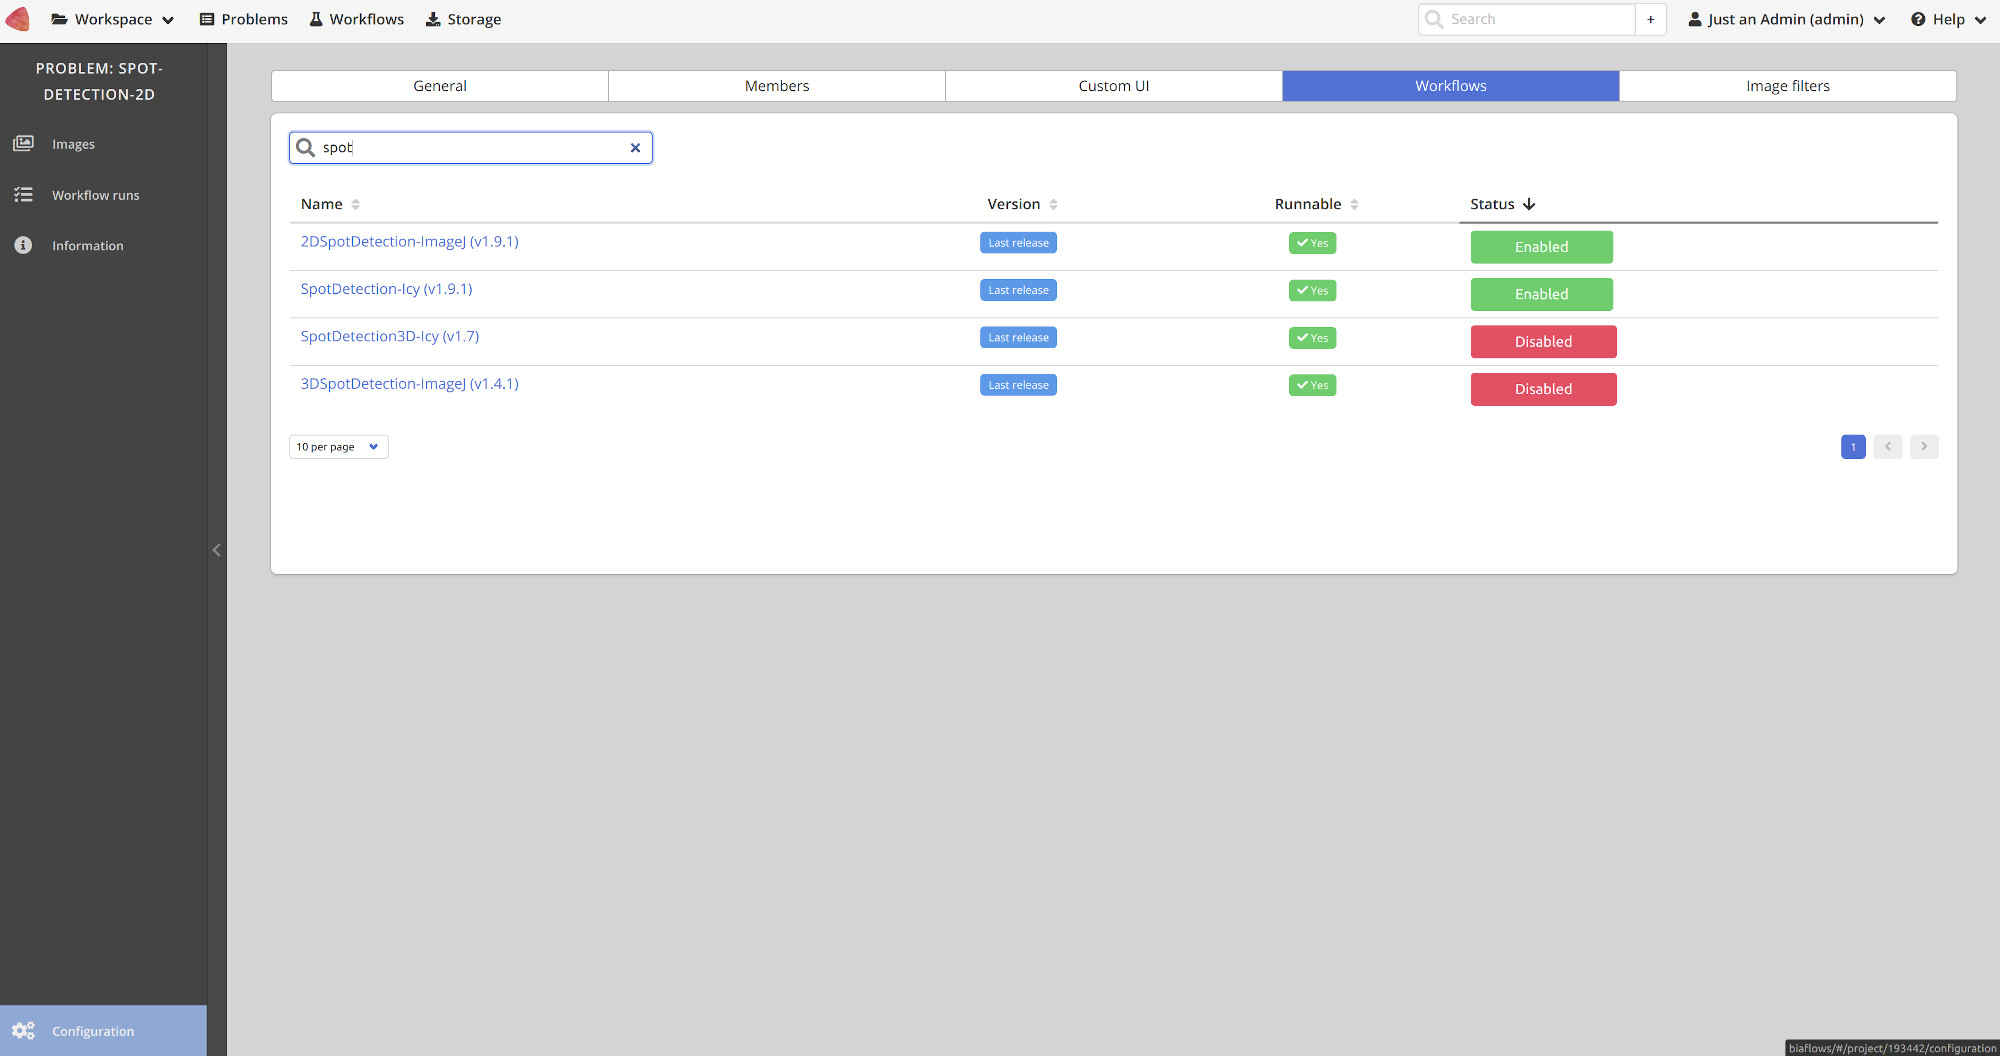 Workspace Problems Workflows Storage Search + Just an Admin (admin) Help
PROBLEM: SPOT-
DETECTION-2D
Images
Workflow runs
Information
Configuration
General Members Custom UI Workflows Image filters
spot
Name Version Runnable Status
2DSpotDetection-ImageJ (v1.9.1) Last release Yes Enabled
SpotDetection-Icy (v1.9.1) Last release Yes Enabled
SpotDetection3D-Icy (v1.7) Last release Yes Disabled
3DSpotDetection-ImageJ (v1.4.1) Last release Yes Disabled
10 per page 1
biaflows/#/project/193442/configuration